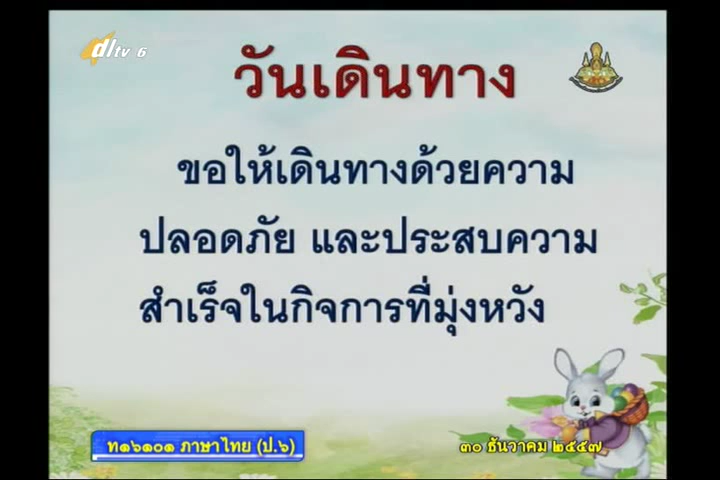 dltv 6
วันเดินทาง
ขอให้เดินทางด้วยความ
ปลอดภัย และประสบความ
สำเร็จในกิจการที่มุ่งหวัง
ท๑๖๑๐๑ ภาษาไทย (ป.๖)
๓๐ ธันวาคม ๒๕๕๗